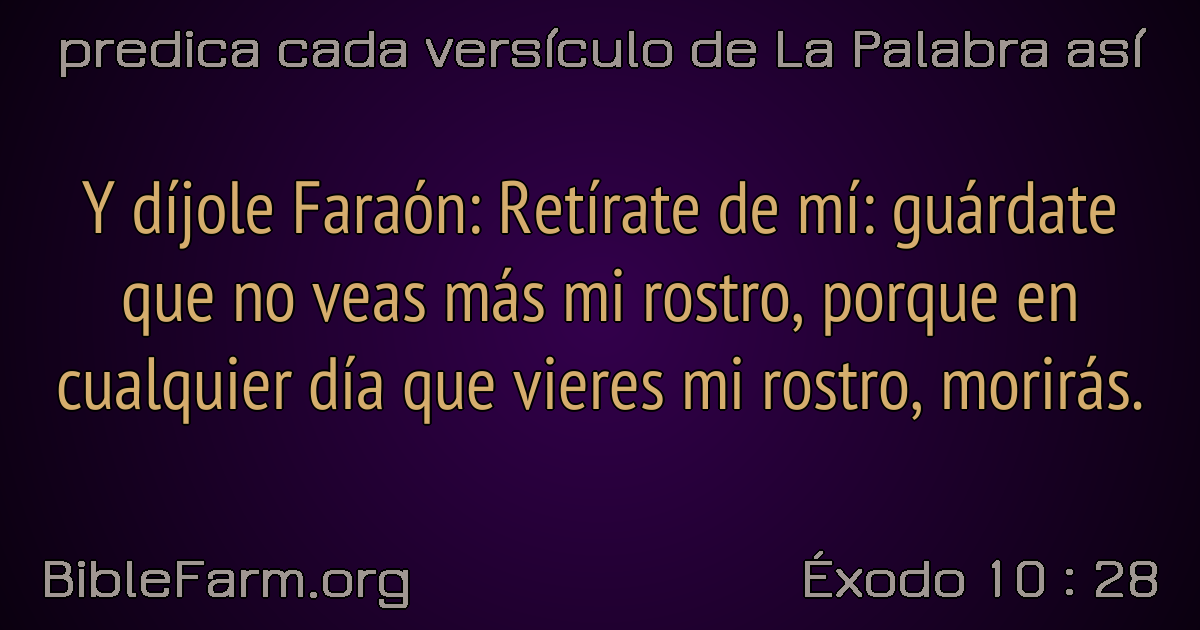 predica cada versículo de La Palabra así
Y díjole Faraón: Retírate de mí: guárdate
que no veas más mi rostro, porque en
cualquier día que vieres mi rostro, morirás.
BibleFarm.org
Éxodo 10 : 28